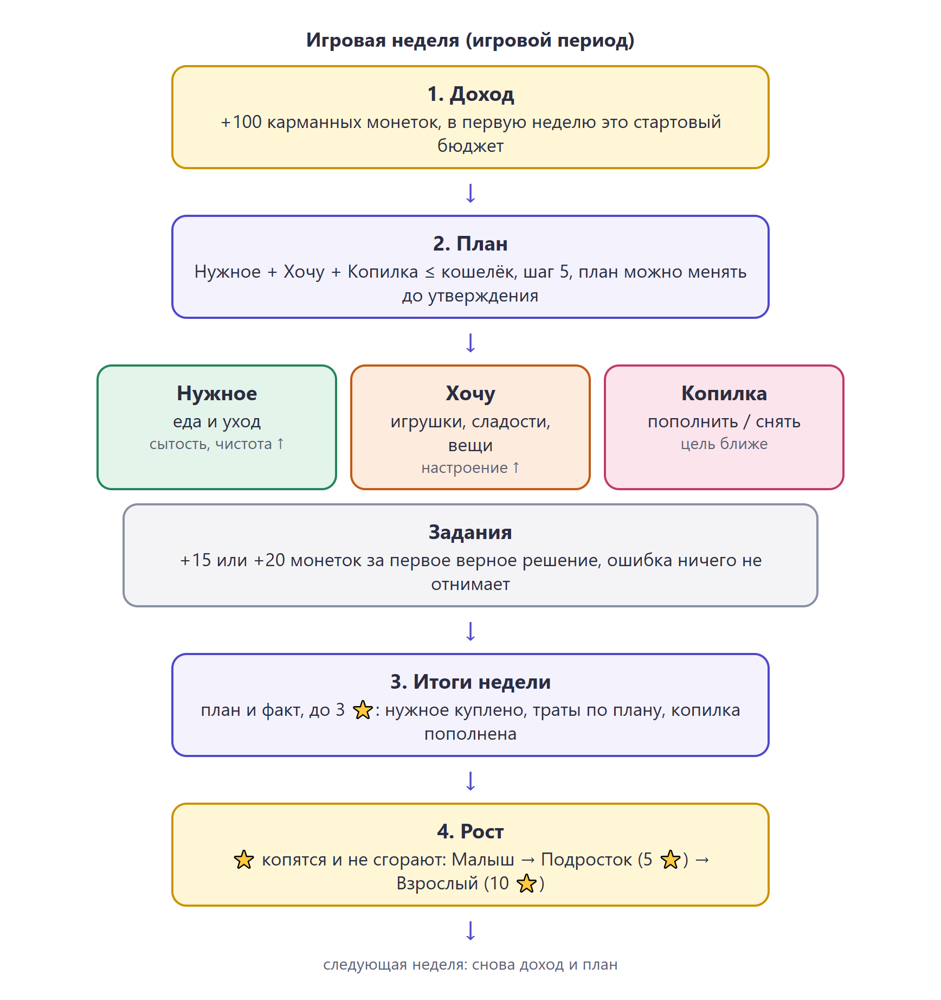 Игровая неделя (игровой период)
1. Доход
+100 карманных монеток, в первую неделю это стартовый
бюджет
↓
2. План
Нужное + Хочу + Копилка ≤ кошелёк, шаг 5, план можно менять
до утверждения
↓
Нужное
еда и уход
сытость, чистота ↑
Хочу
игрушки, сладости,
вещи
настроение ↑
Копилка
пополнить / снять
цель ближе
Задания
+15 или +20 монеток за первое верное решение, ошибка ничего не
отнимает
↓
3. Итоги недели
план и факт, до 3 ⭐: нужное куплено, траты по плану, копилка
пополнена
↓
4. Рост
⭐ копятся и не сгорают: Малыш → Подросток (5 ⭐) →
Взрослый (10 ⭐)
↓
следующая неделя: снова доход и план